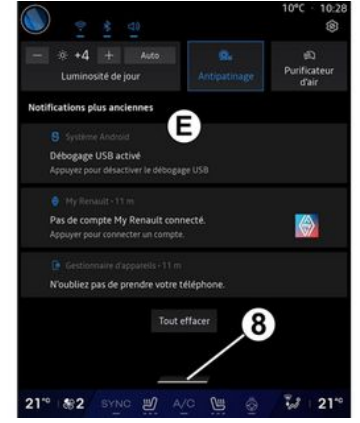 10°C · 10:28
+4
Auto
Luminosité de jour
Antipatinage
Purificateur
d'air
Notifications plus anciennes
E
Système Android
Débogage USB activé
Appuyez pour désactiver le débogage USB
My Renault · 11 m
Pas de compte My Renault connecté.
Appuyer pour connecter un compte.
Gestionnaire d'appareils · 11 m
N'oubliez pas de prendre votre téléphone.
Tout effacer
8
21°C 2 SYNC A/C 21°C